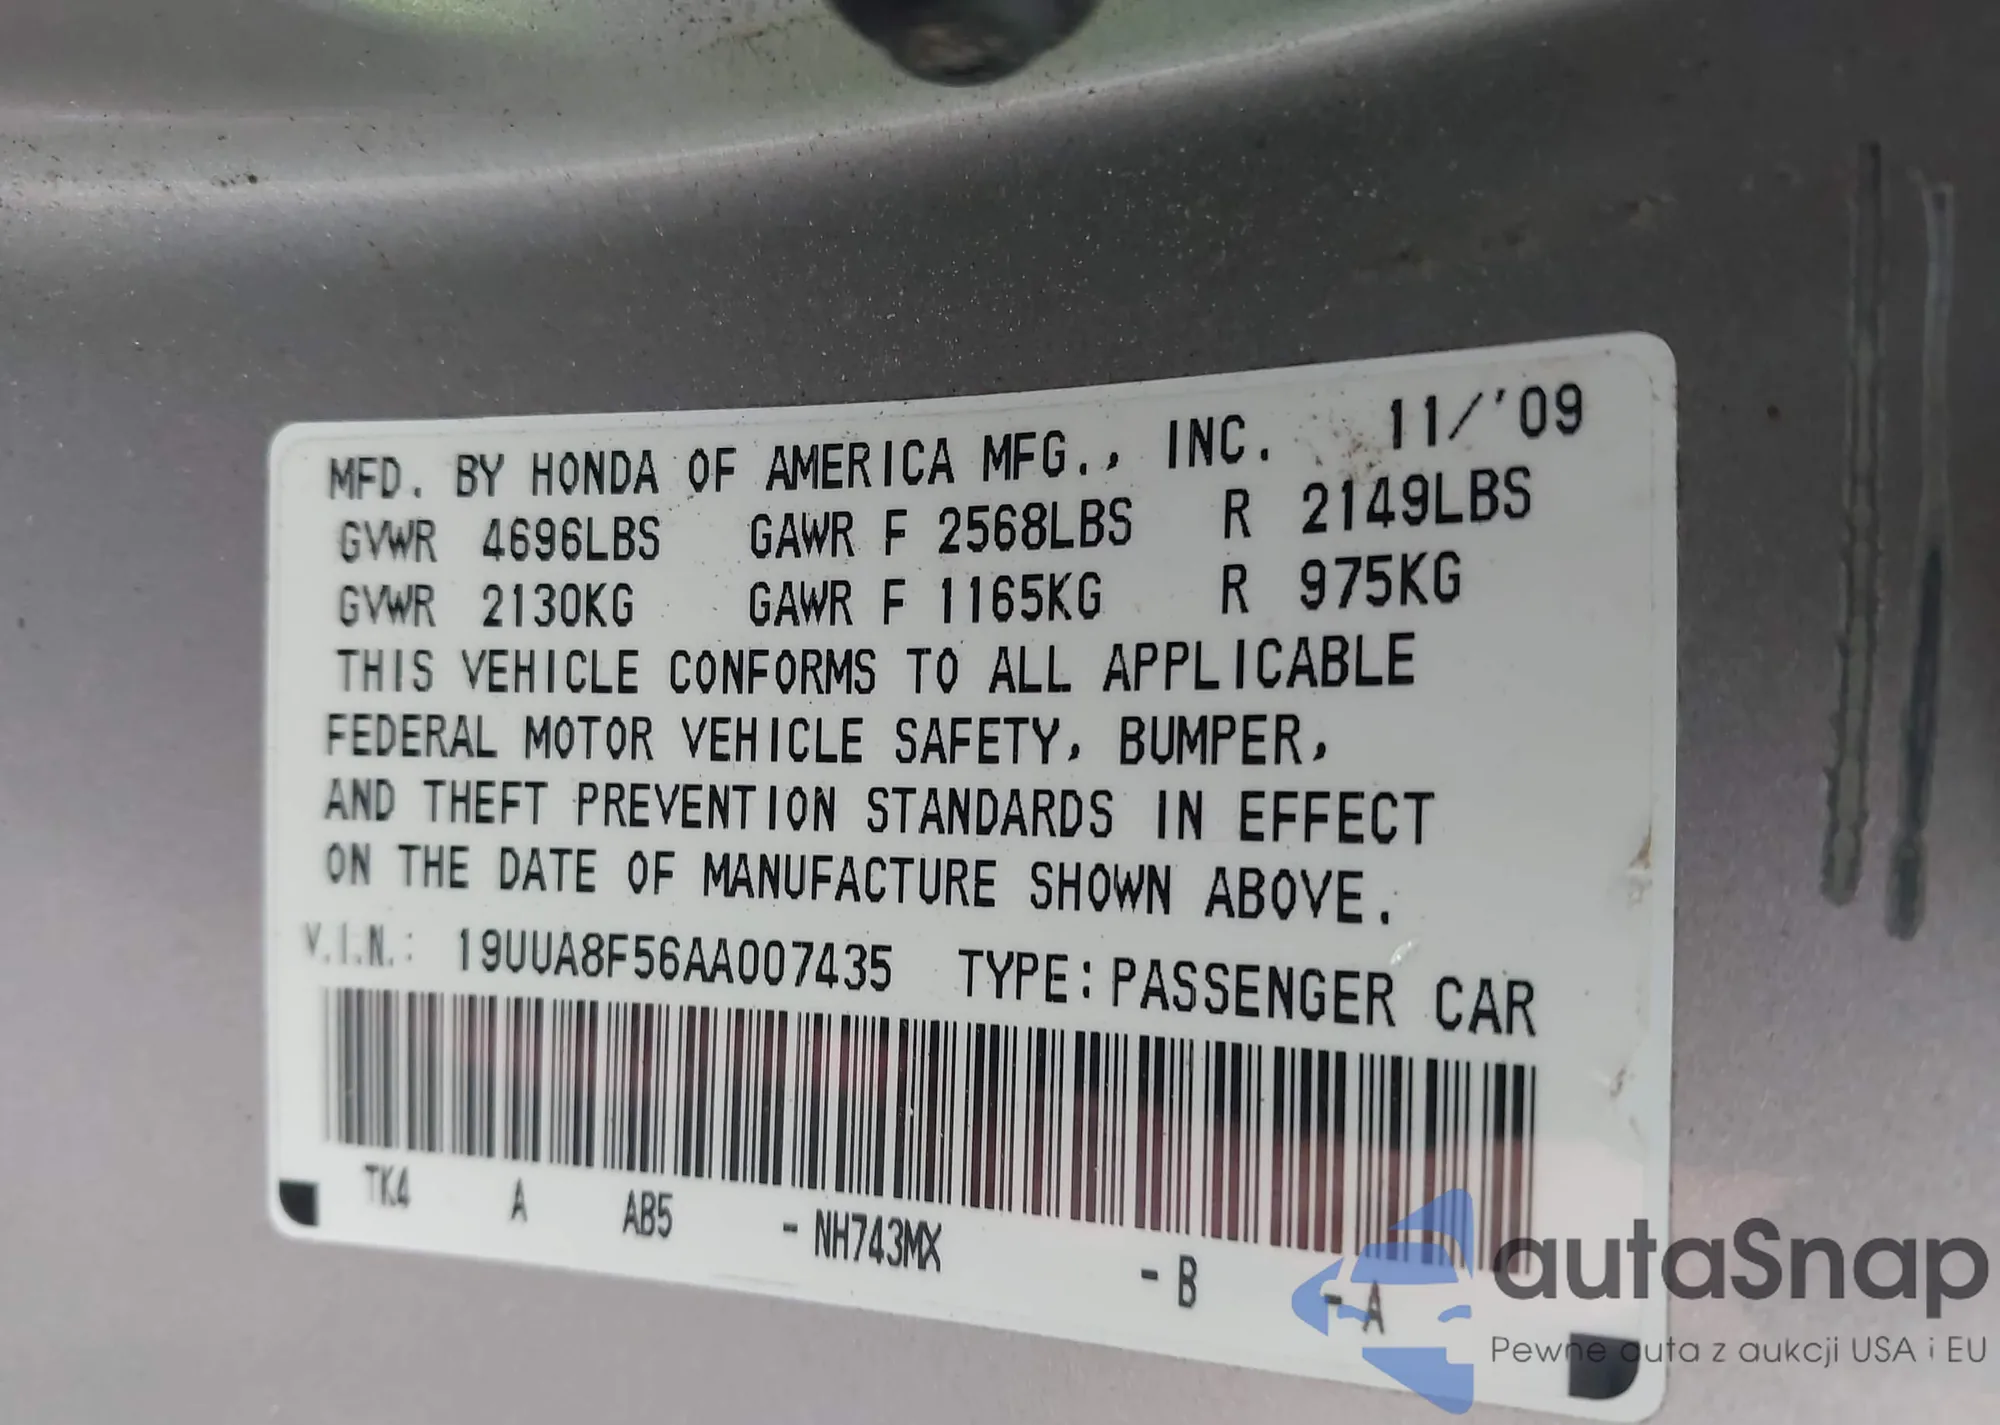 MFD. BY HONDA OF AMERICA MFG., INC. 11/'09
GVWR 4696LBS GAWR F 2568LBS R 2149LBS
GVWR 2130KG GAWR F 1165KG R 975KG
THIS VEHICLE CONFORMS TO ALL APPLICABLE
FEDERAL MOTOR VEHICLE SAFETY, BUMPER,
AND THEFT PREVENTION STANDARDS IN EFFECT
ON THE DATE OF MANUFACTURE SHOWN ABOVE.
V.I.N.: 19UUA8F56AA007435 TYPE: PASSENGER CAR
TK4 A AB5 - NH743MX - B - A
autaSnap
Pewne auta z aukcji USA i EU